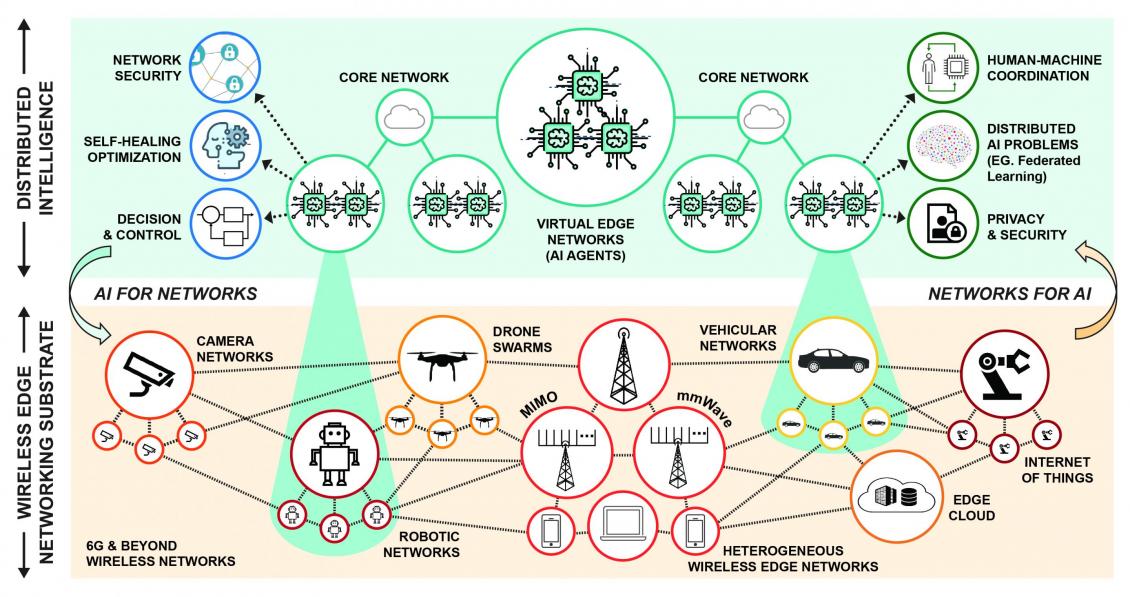 DISTRIBUTED
INTELLIGENCE
NETWORK
SECURITY
SELF-HEALING
OPTIMIZATION
DECISION
& CONTROL
CORE NETWORK
VIRTUAL EDGE
NETWORKS
(AI AGENTS)
CORE NETWORK
HUMAN-MACHINE
COORDINATION
DISTRIBUTED
AI PROBLEMS
(EG. Federated
Learning)
PRIVACY
& SECURITY
AI FOR NETWORKS
NETWORKS FOR AI
WIRELESS EDGE
NETWORKING SUBSTRATE
CAMERA
NETWORKS
DRONE
SWARMS
VEHICULAR
NETWORKS
MIMO
mmWave
INTERNET
OF THINGS
EDGE
CLOUD
ROBOTIC
NETWORKS
6G & BEYOND
WIRELESS NETWORKS
HETEROGENEOUS
WIRELESS EDGE NETWORKS